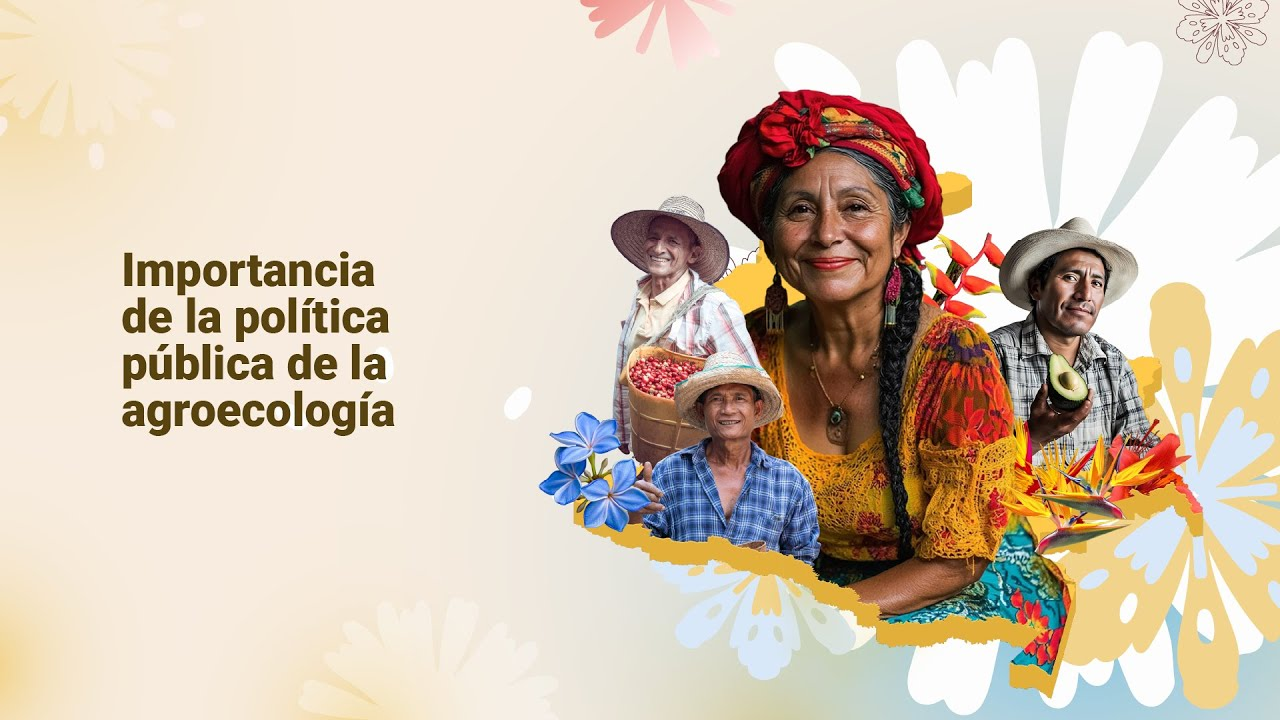 Importancia
de la política
pública de la
agroecología